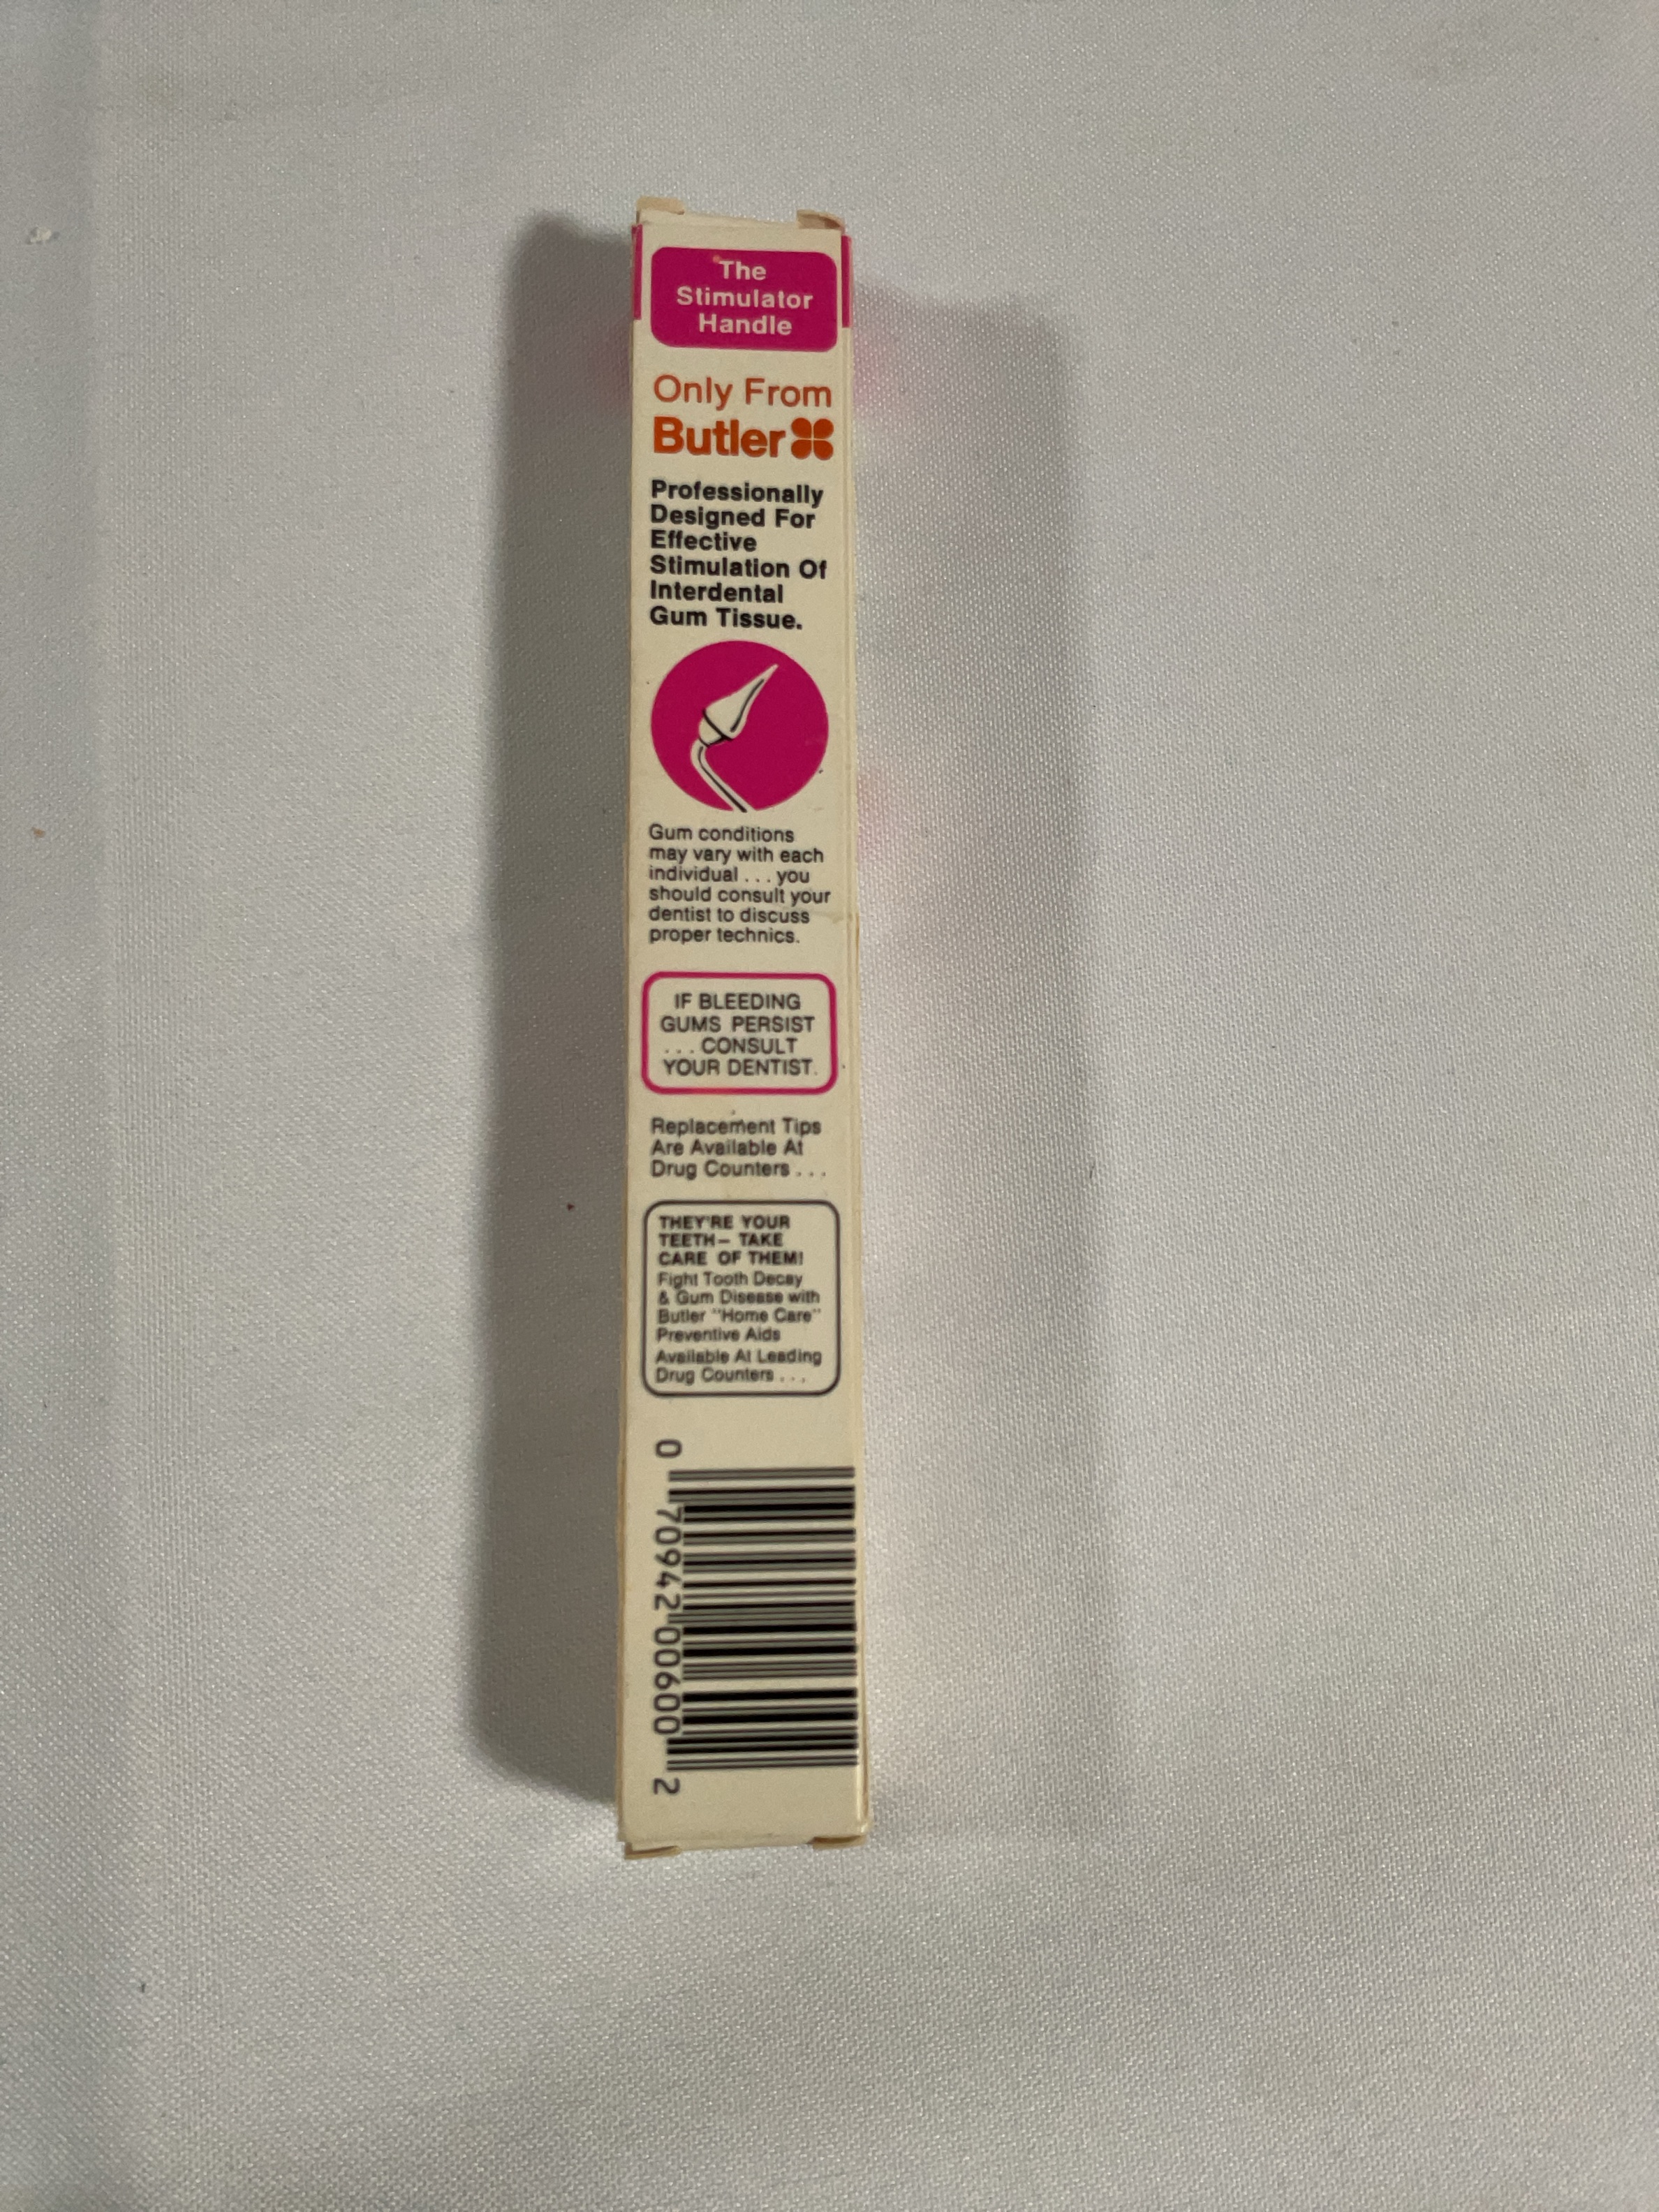 The
Stimulator
Handle
Only From
Butler
Professionally
Designed For
Effective
Stimulation Of
Interdental
Gum Tissue.
Gum conditions
may vary with each
individual . . . you
should consult your
dentist to discuss
proper technics.
IF BLEEDING
GUMS PERSIST
. . . CONSULT
YOUR DENTIST.
Replacement Tips
Are Available At
Drug Counters . . .
THEY'RE YOUR
TEETH— TAKE
CARE OF THEM!
Fight Tooth Decay
& Gum Disease with
Butler "Home Care"
Preventive Aids
Available At Leading
Drug Counters . . .
0 70942 00600 2